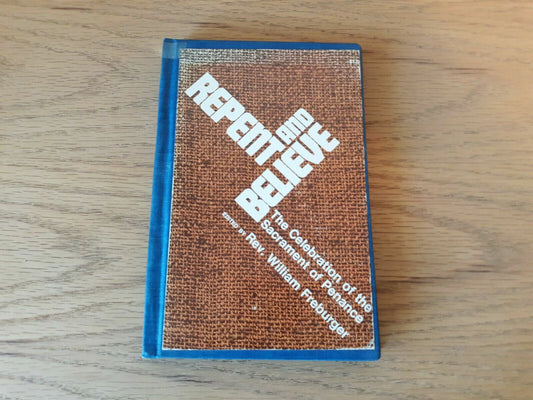 REPENT
AND
BELIEVE
The Celebration of the
Sacrament of Penance
EDITED BY
Rev. William Freburger